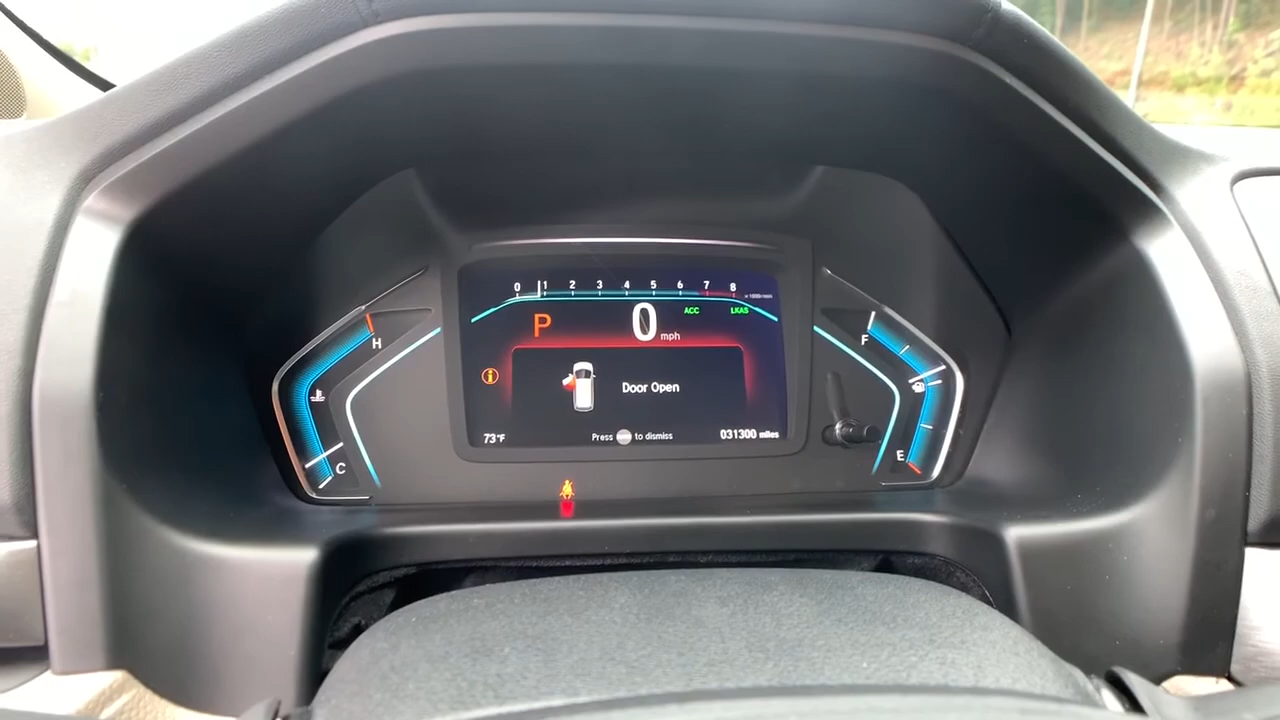 0 1 2 3 4 5 6 7 8
x1000r/min
ACC LKAS
P 0 mph
H F
Door Open
C E
73°F
Press to dismiss
031300 miles